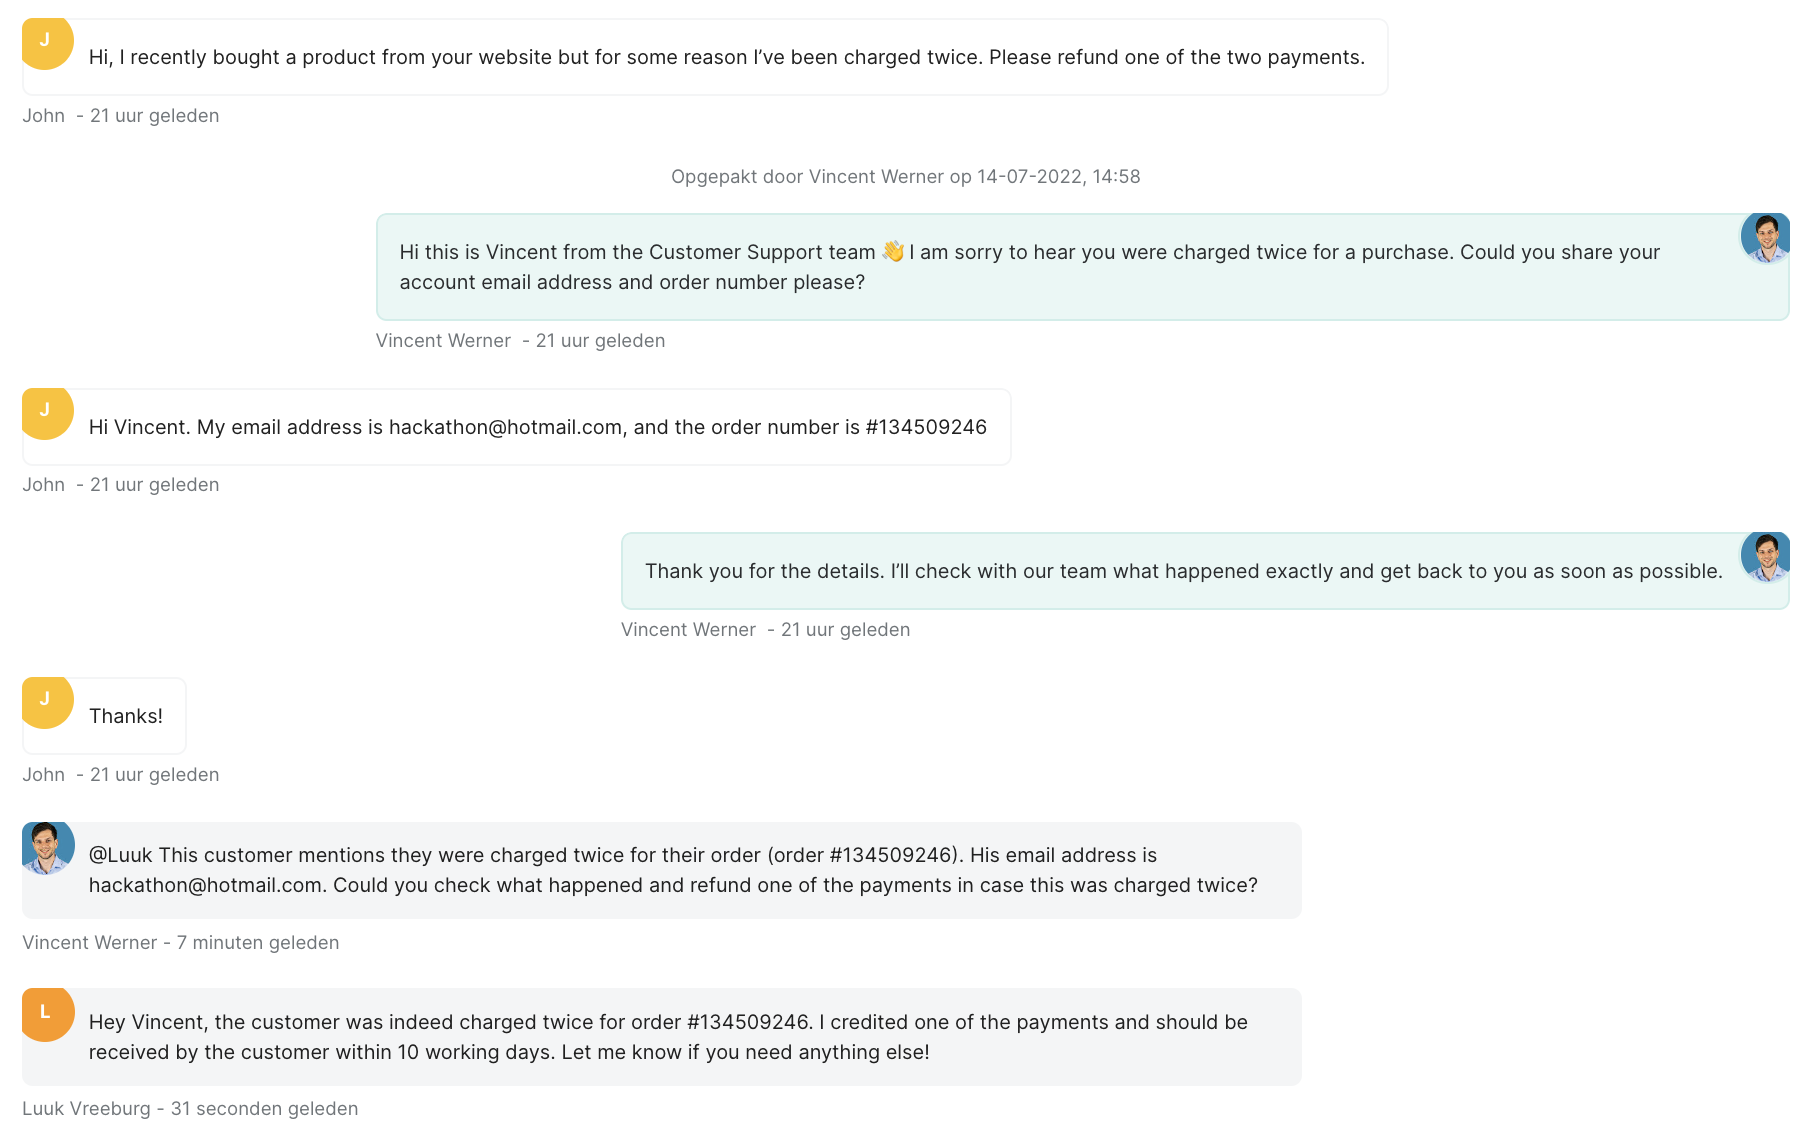 J
Hi, I recently bought a product from your website but for some reason I’ve been charged twice. Please refund one of the two payments.
John - 21 uur geleden
Opgepakt door Vincent Werner op 14-07-2022, 14:58
Hi this is Vincent from the Customer Support team 👋 I am sorry to hear you were charged twice for a purchase. Could you share your
account email address and order number please?
Vincent Werner - 21 uur geleden
J
Hi Vincent. My email address is hackathon@hotmail.com, and the order number is #134509246
John - 21 uur geleden
Thank you for the details. I’ll check with our team what happened exactly and get back to you as soon as possible.
Vincent Werner - 21 uur geleden
J
Thanks!
John - 21 uur geleden
@Luuk This customer mentions they were charged twice for their order (order #134509246). His email address is
hackathon@hotmail.com. Could you check what happened and refund one of the payments in case this was charged twice?
Vincent Werner - 7 minuten geleden
L
Hey Vincent, the customer was indeed charged twice for order #134509246. I credited one of the payments and should be
received by the customer within 10 working days. Let me know if you need anything else!
Luuk Vreeburg - 31 seconden geleden